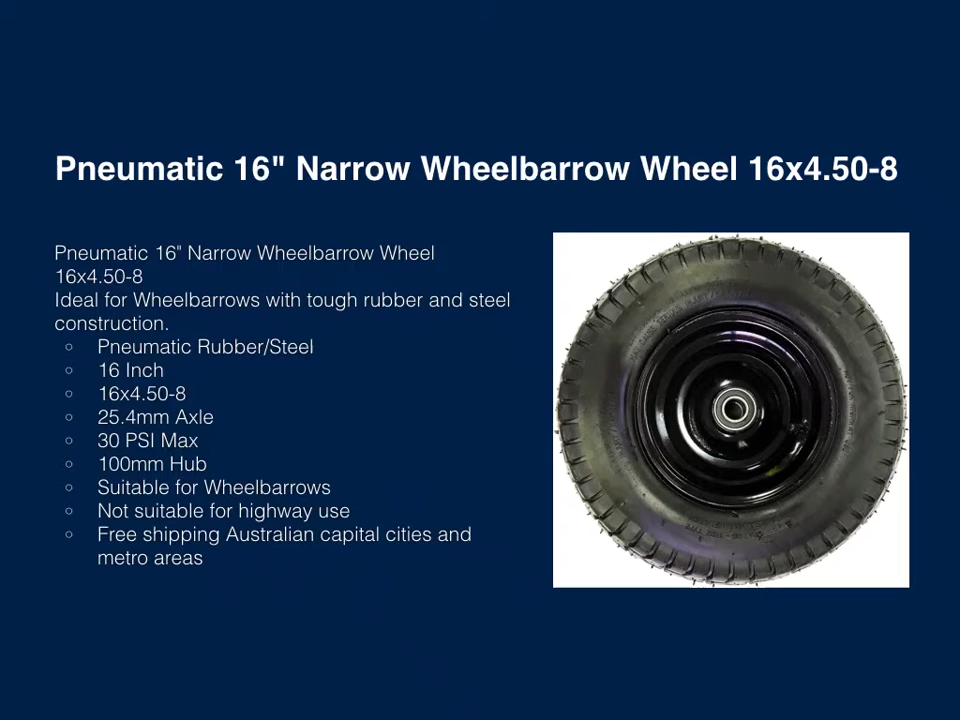 Pneumatic 16" Narrow Wheelbarrow Wheel 16x4.50-8
Pneumatic 16" Narrow Wheelbarrow Wheel
16x4.50-8
Ideal for Wheelbarrows with tough rubber and steel
construction.
◦ Pneumatic Rubber/Steel
◦ 16 Inch
◦ 16x4.50-8
◦ 25.4mm Axle
◦ 30 PSI Max
◦ 100mm Hub
◦ Suitable for Wheelbarrows
◦ Not suitable for highway use
◦ Free shipping Australian capital cities and
metro areas